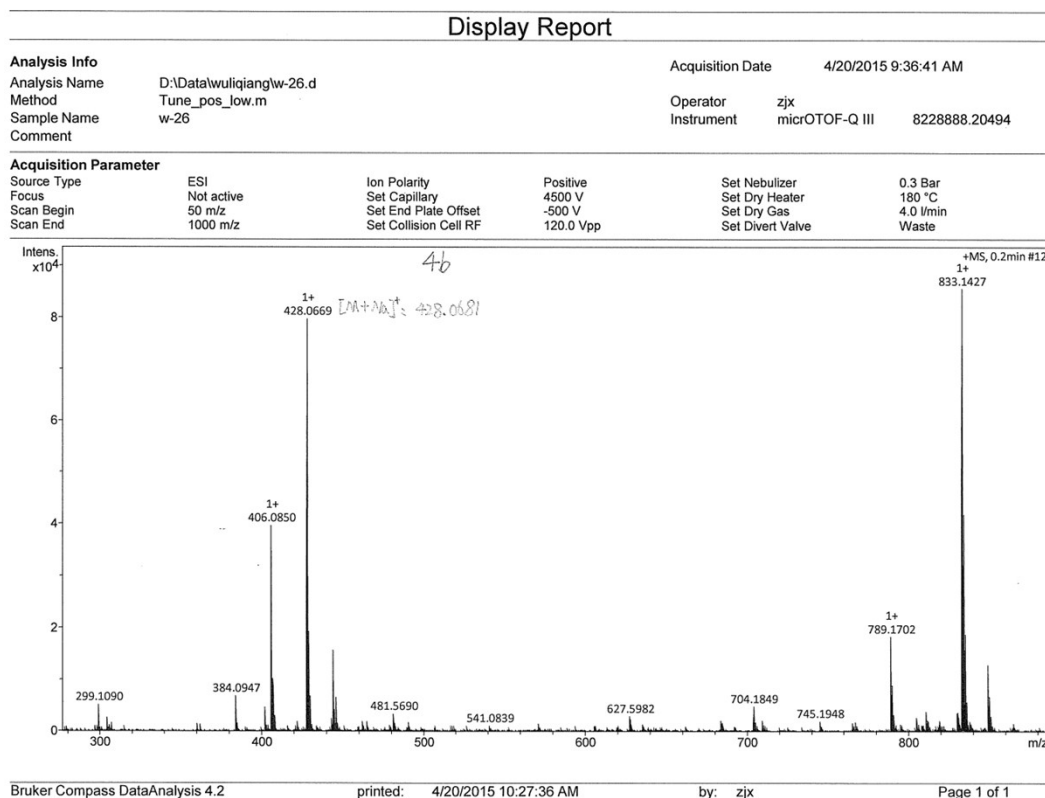 Display Report
Analysis Info
Acquisition Date 4/20/2015 9:36:41 AM
Analysis Name D:\Data\wuliqiang\w-26.d
Method Tune_pos_low.m
Operator zjx
Sample Name w-26
Instrument micrOTOF-Q III 8228888.20494
Comment
Acquisition Parameter
Source Type ESI Ion Polarity Positive Set Nebulizer 0.3 Bar
Focus Not active Set Capillary 4500 V Set Dry Heater 180 °C
Scan Begin 50 m/z Set End Plate Offset -500 V Set Dry Gas 4.0 l/min
Scan End 1000 m/z Set Collision Cell RF 120.0 Vpp Set Divert Valve Waste
Intens.
x10⁴
+MS, 0.2min #12
4b
1+
833.1427
1+
428.0669
[M+Na]⁺: 428.0681
8
6
1+
406.0850
4
2
1+
789.1702
299.1090
384.0947
481.5690
541.0839
627.5982
704.1849
745.1948
0
300 400 500 600 700 800 m/z
Bruker Compass DataAnalysis 4.2 printed: 4/20/2015 10:27:36 AM by: zjx Page 1 of 1